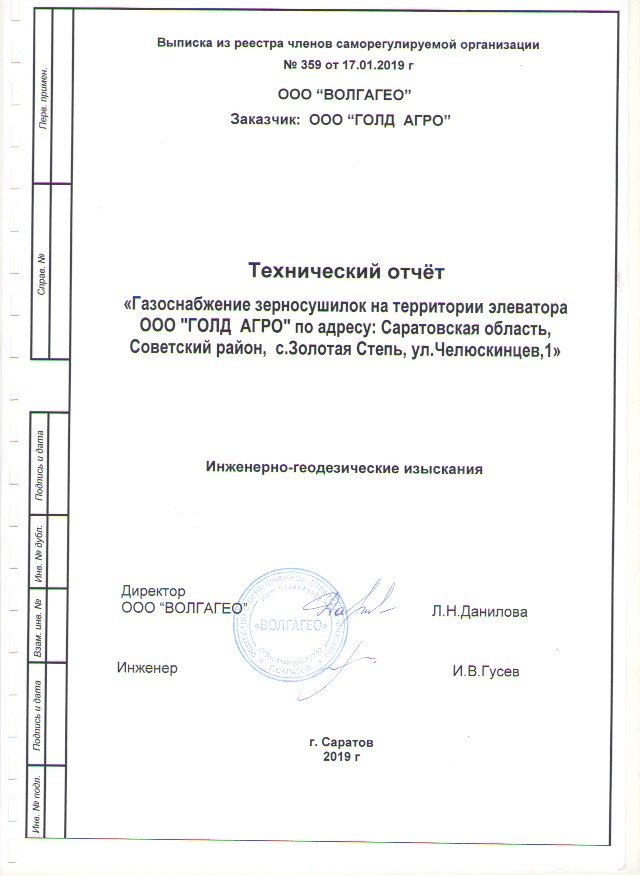 Выписка из реестра членов саморегулируемой организации
№ 359 от 17.01.2019 г
ООО “ВОЛГАГЕО”
Заказчик: ООО “ГОЛД АГРО”
Технический отчёт
«Газоснабжение зерносушилок на территории элеватора
ООО "ГОЛД АГРО" по адресу: Саратовская область,
Советский район, с.Золотая Степь, ул.Челюскинцев,1»
Инженерно-геодезические изыскания
Директор
ООО “ВОЛГАГЕО”
Л.Н.Данилова
«ВОЛГАГЕО»
Г.САРАТОВ
Инженер
И.В.Гусев
г. Саратов
2019 г
Перв. примен.
Справ. №
Подпись и дата
Инв. № дубл.
Взам. инв. №
Подпись и дата
Инв. № подл.